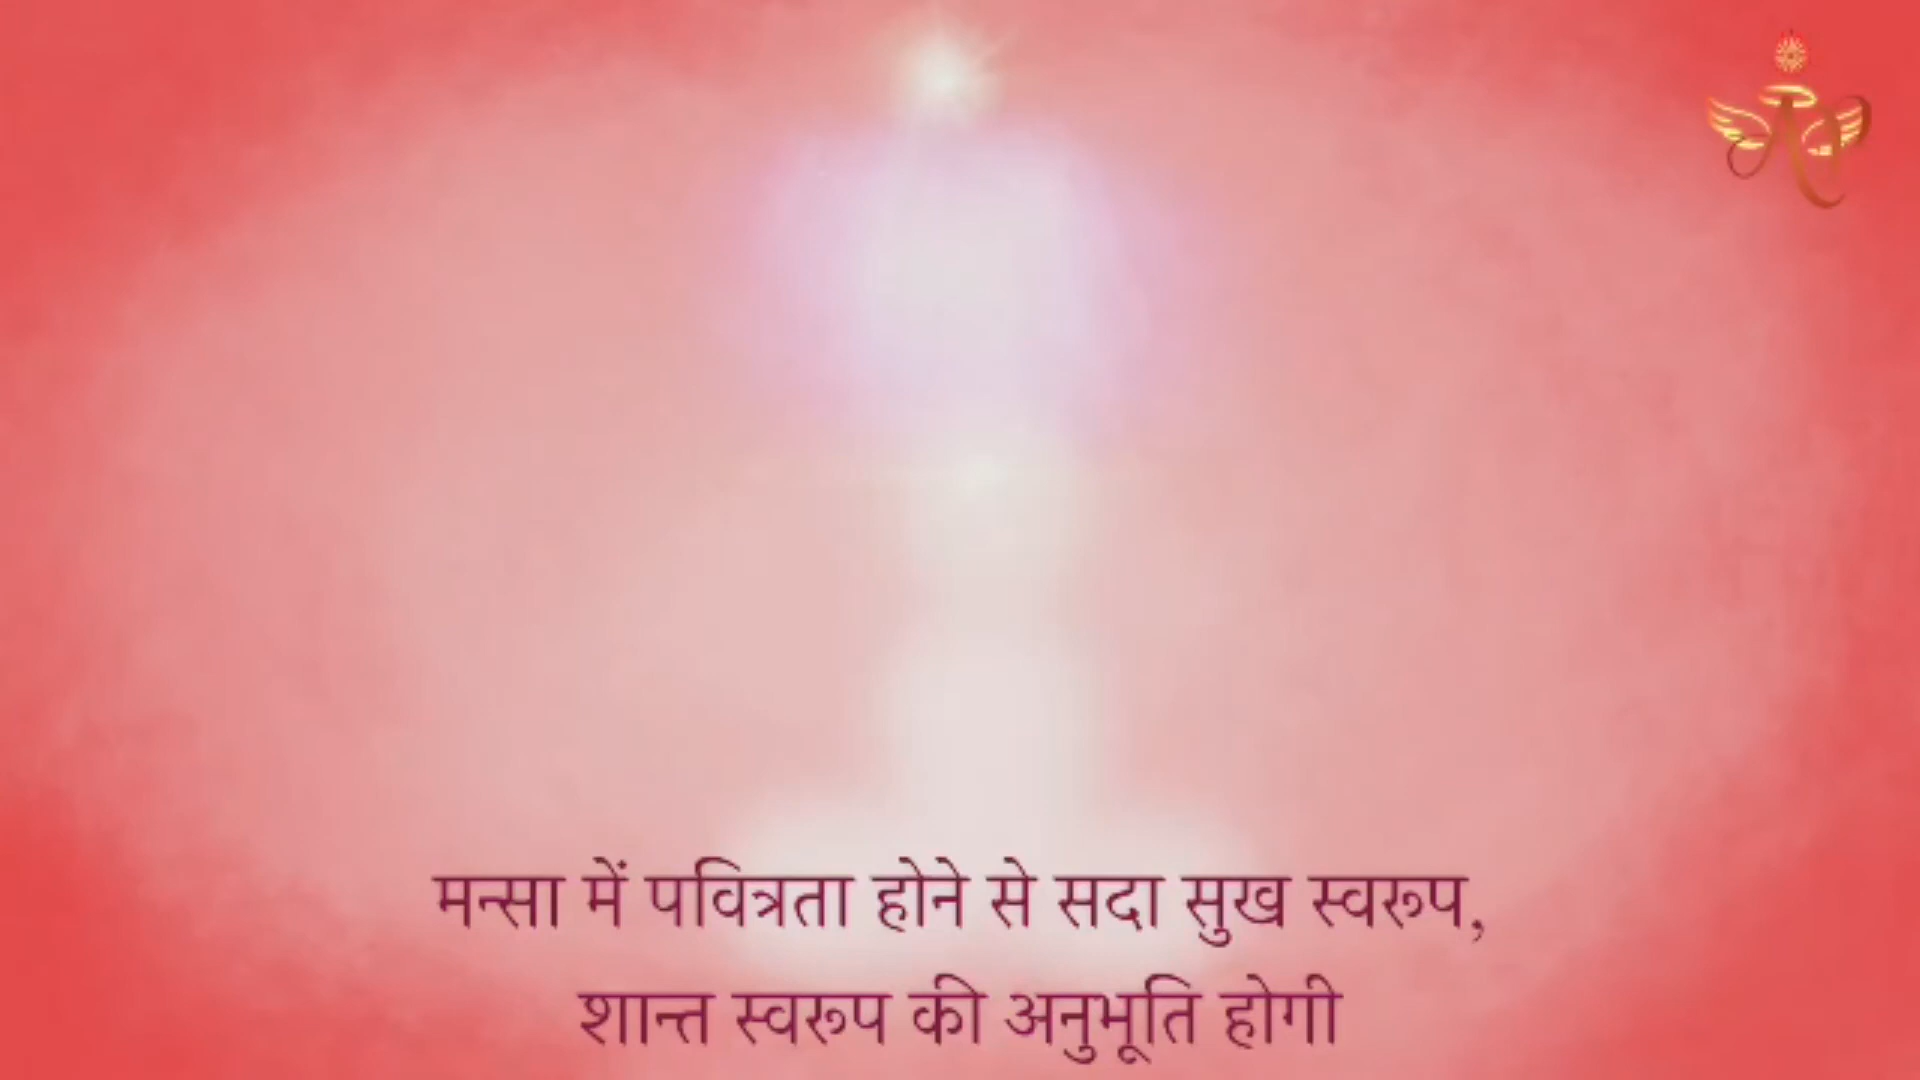 मन्सा में पवित्रता होने से सदा सुख स्वरूप,
शान्त स्वरूप की अनुभूति होगी